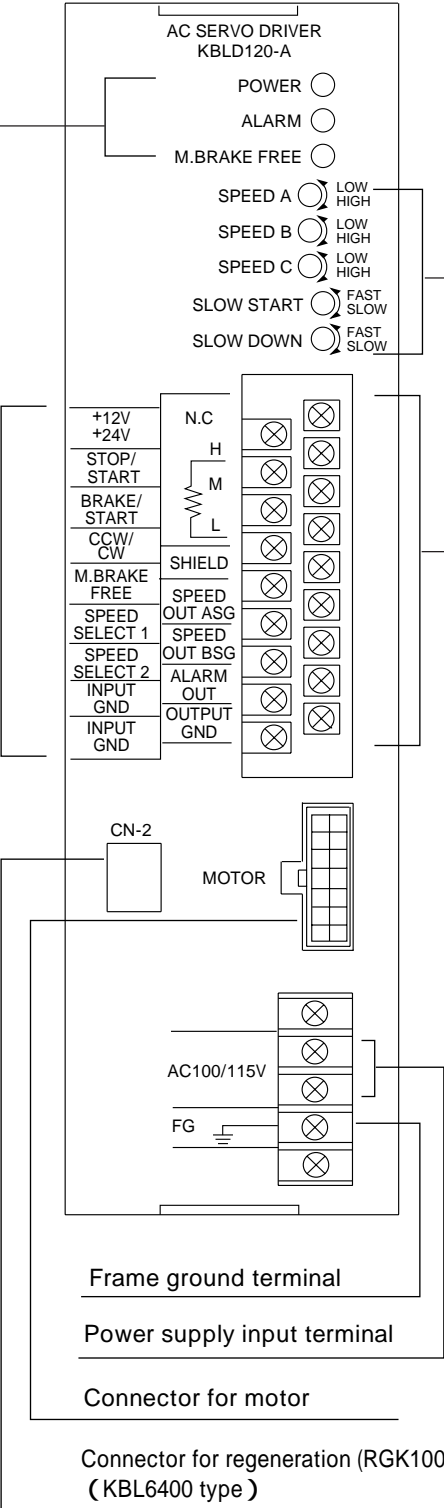 AC SERVO DRIVER
KBLD120-A
POWER
ALARM
M.BRAKE FREE
SPEED A
LOW
HIGH
SPEED B
LOW
HIGH
SPEED C
LOW
HIGH
SLOW START
FAST
SLOW
SLOW DOWN
FAST
SLOW
+12V
+24V
STOP/
START
BRAKE/
START
CCW/
CW
M.BRAKE
FREE
SPEED
SELECT 1
SPEED
SELECT 2
INPUT
GND
INPUT
GND
N.C
H
M
L
SHIELD
SPEED
OUT ASG
SPEED
OUT BSG
ALARM
OUT
OUTPUT
GND
CN-2
MOTOR
AC100/115V
FG
Frame ground terminal
Power supply input terminal
Connector for motor
Connector for regeneration (RGK100
(KBL6400 type)